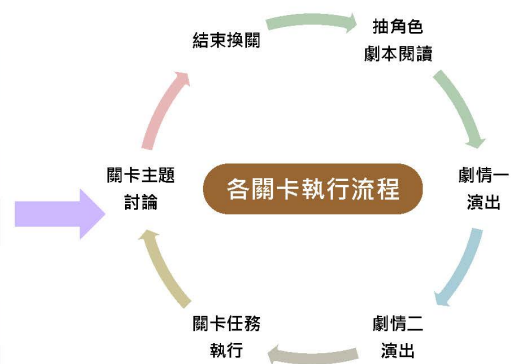 各關卡執行流程
抽角色
劇本閱讀
劇情一
演出
劇情二
演出
關卡任務
執行
關卡主題
討論
結束換關